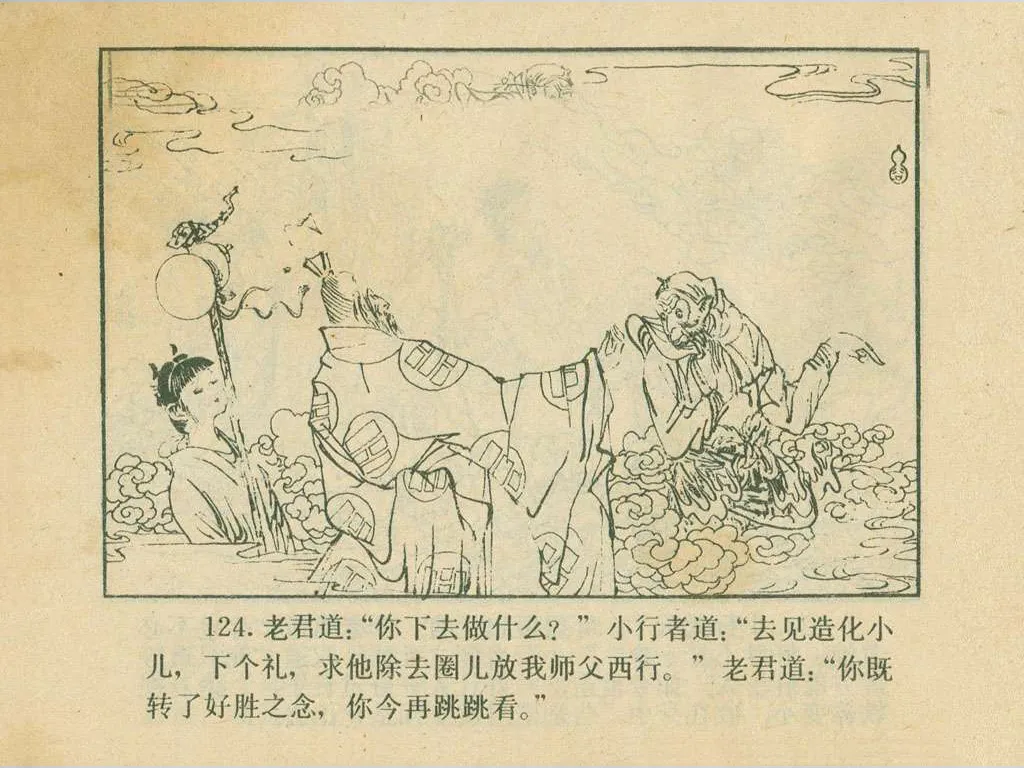 124. 老君道：“你下去做什么？” 小行者道：“去见造化小
儿，下个礼，求他除去圈儿放我师父西行。” 老君道：“你既
转了好胜之念，你今再跳跳看。”